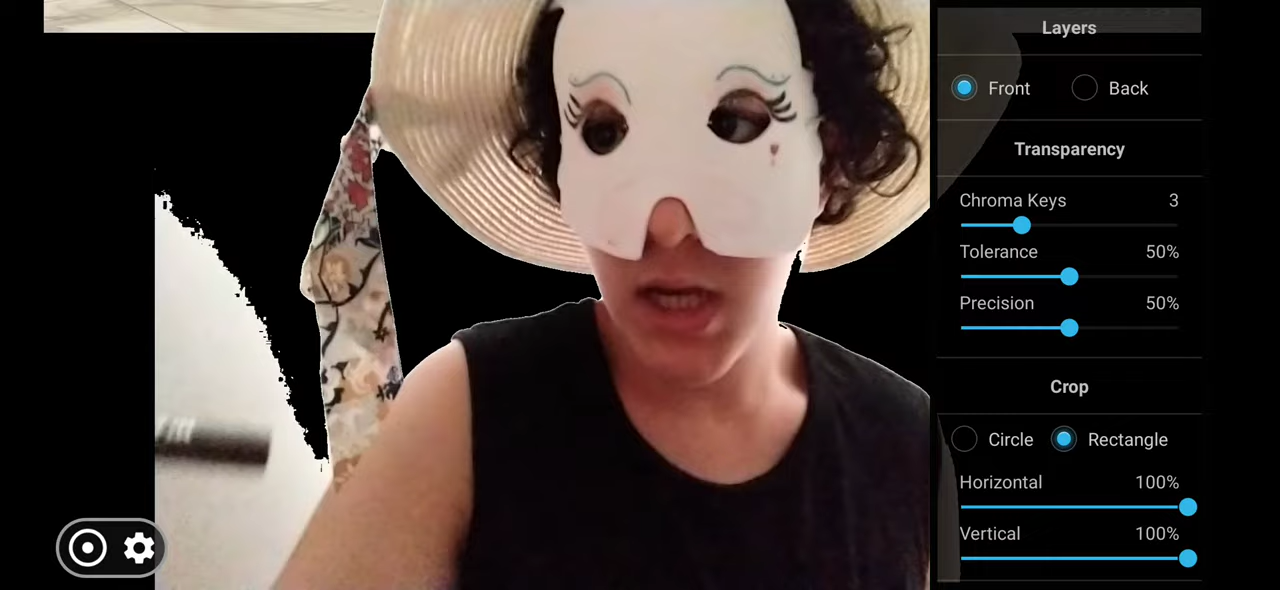 Layers
Front Back
Transparency
Chroma Keys 3
Tolerance 50%
Precision 50%
Crop
Circle Rectangle
Horizontal 100%
Vertical 100%